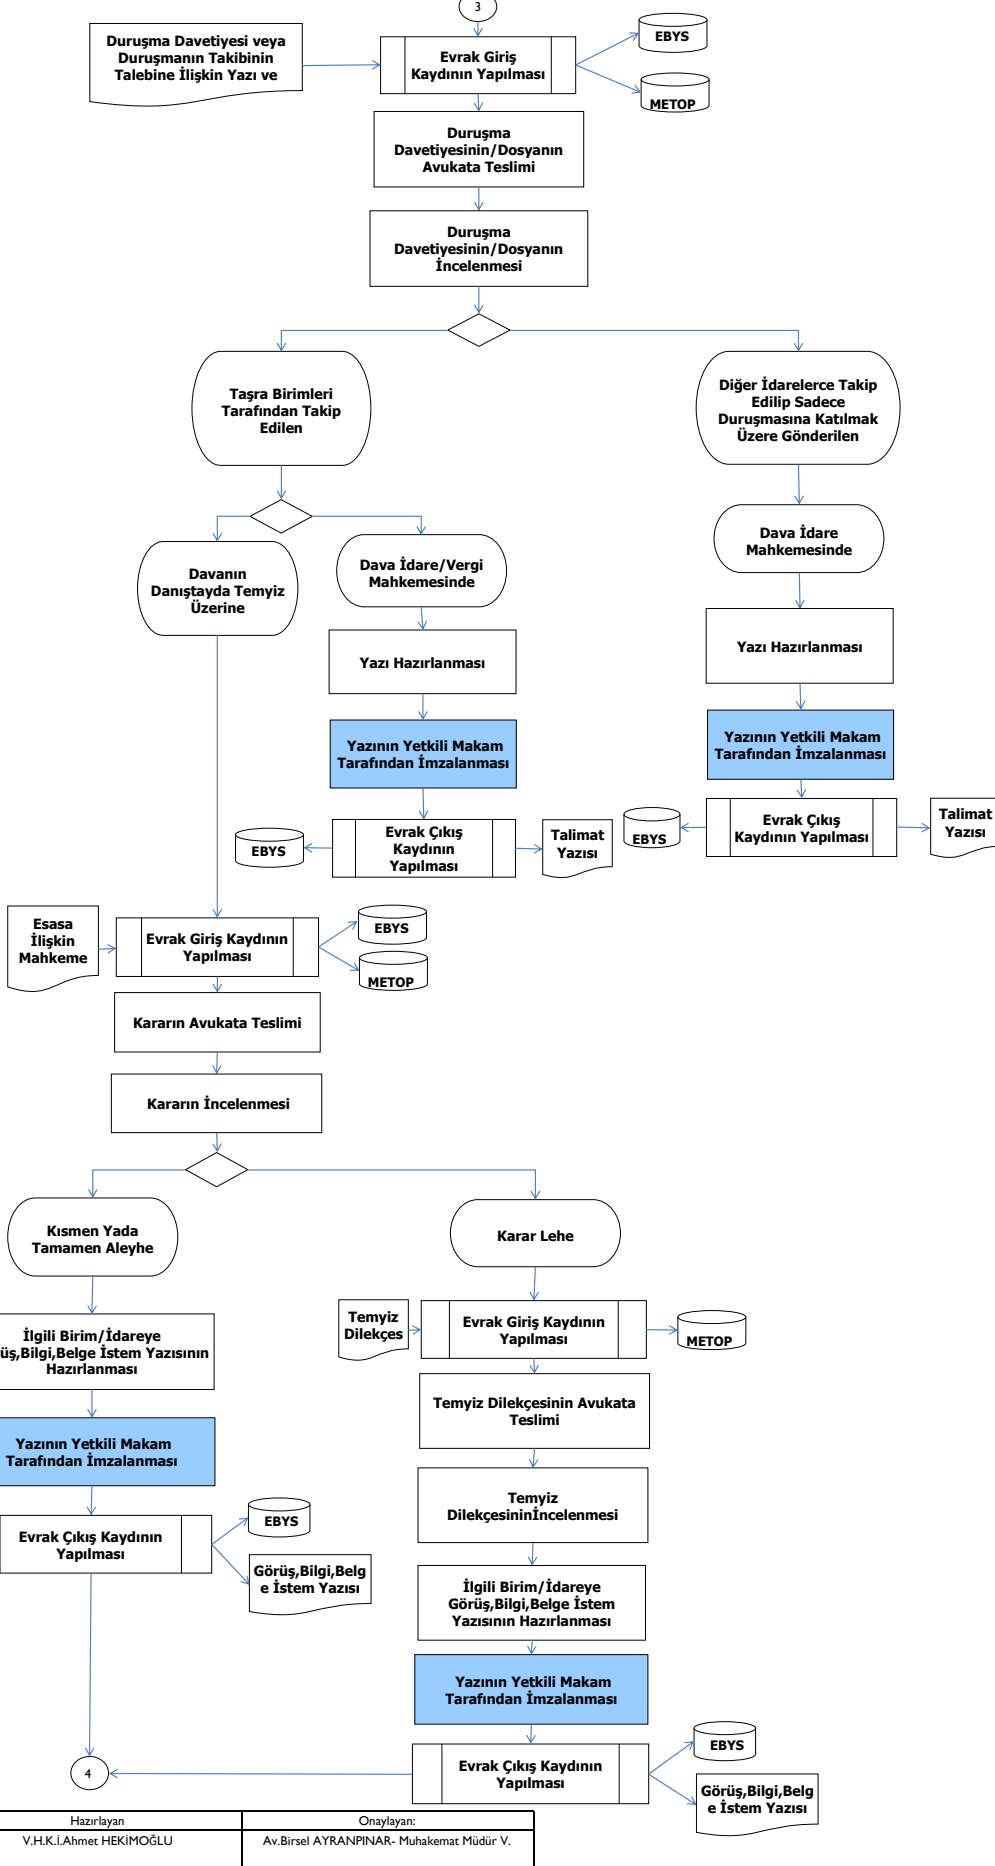 3
Duruşma Davetiyesi veya
Duruşmanın Takibinin
Talebine İlişkin Yazı ve
Evrak Giriş
Kaydının Yapılması
EBYS
METOP
Duruşma
Davetiyesinin/Dosyanın
Avukata Teslimi
Duruşma
Davetiyesinin/Dosyanın
İncelenmesi
Taşra Birimleri
Tarafından Takip
Edilen
Diğer İdarelerce Takip
Edilip Sadece
Duruşmasına Katılmak
Üzere Gönderilen
Davanın
Danıştayda Temyiz
Üzerine
Dava İdare/Vergi
Mahkemesinde
Dava İdare
Mahkemesinde
Yazı Hazırlanması
Yazı Hazırlanması
Yazının Yetkili Makam
Tarafından İmzalanması
Yazının Yetkili Makam
Tarafından İmzalanması
EBYS
Evrak Çıkış
Kaydının
Yapılması
Talimat
Yazısı
EBYS
Evrak Çıkış
Kaydının Yapılması
Talimat
Yazısı
Esasa
İlişkin
Mahkeme
Evrak Giriş Kaydının
Yapılması
EBYS
METOP
Kararın Avukata Teslimi
Kararın İncelenmesi
Kısmen Yada
Tamamen Aleyhe
Karar Lehe
İlgili Birim/İdareye
üş,Bilgi,Belge İstem Yazısının
Hazırlanması
Temyiz
Dilekçes
Evrak Giriş Kaydının
Yapılması
METOP
Temyiz Dilekçesinin Avukata
Teslimi
Yazının Yetkili Makam
Tarafından İmzalanması
Temyiz
Dilekçesininİncelenmesi
Evrak Çıkış Kaydının
Yapılması
EBYS
Görüş,Bilgi,Belg
e İstem Yazısı
İlgili Birim/İdareye
Görüş,Bilgi,Belge İstem
Yazısının Hazırlanması
Yazının Yetkili Makam
Tarafından İmzalanması
4
Evrak Çıkış Kaydının
Yapılması
EBYS
Görüş,Bilgi,Belg
e İstem Yazısı
Hazırlayan
Onaylayan:
V.H.K.İ.Ahmet HEKİMOĞLU
Av.Birsel AYRANPINAR- Muhakemat Müdür V.